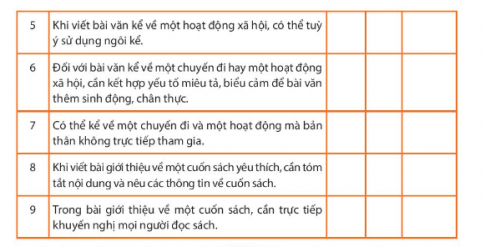 5 Khi viết bài văn kể về một hoạt động xã hội, có thể tuỳ
ý sử dụng ngôi kể.
6 Đối với bài văn kể về một chuyến đi hay một hoạt động
xã hội, cần kết hợp yếu tố miêu tả, biểu cảm để bài văn
thêm sinh động, chân thực.
7 Có thể kể về một chuyến đi và một hoạt động mà bản
thân không trực tiếp tham gia.
8 Khi viết bài giới thiệu về một cuốn sách yêu thích, cần tóm
tắt nội dung và nêu các thông tin về cuốn sách.
9 Trong bài giới thiệu về một cuốn sách, cần trực tiếp
khuyến nghị mọi người đọc sách.